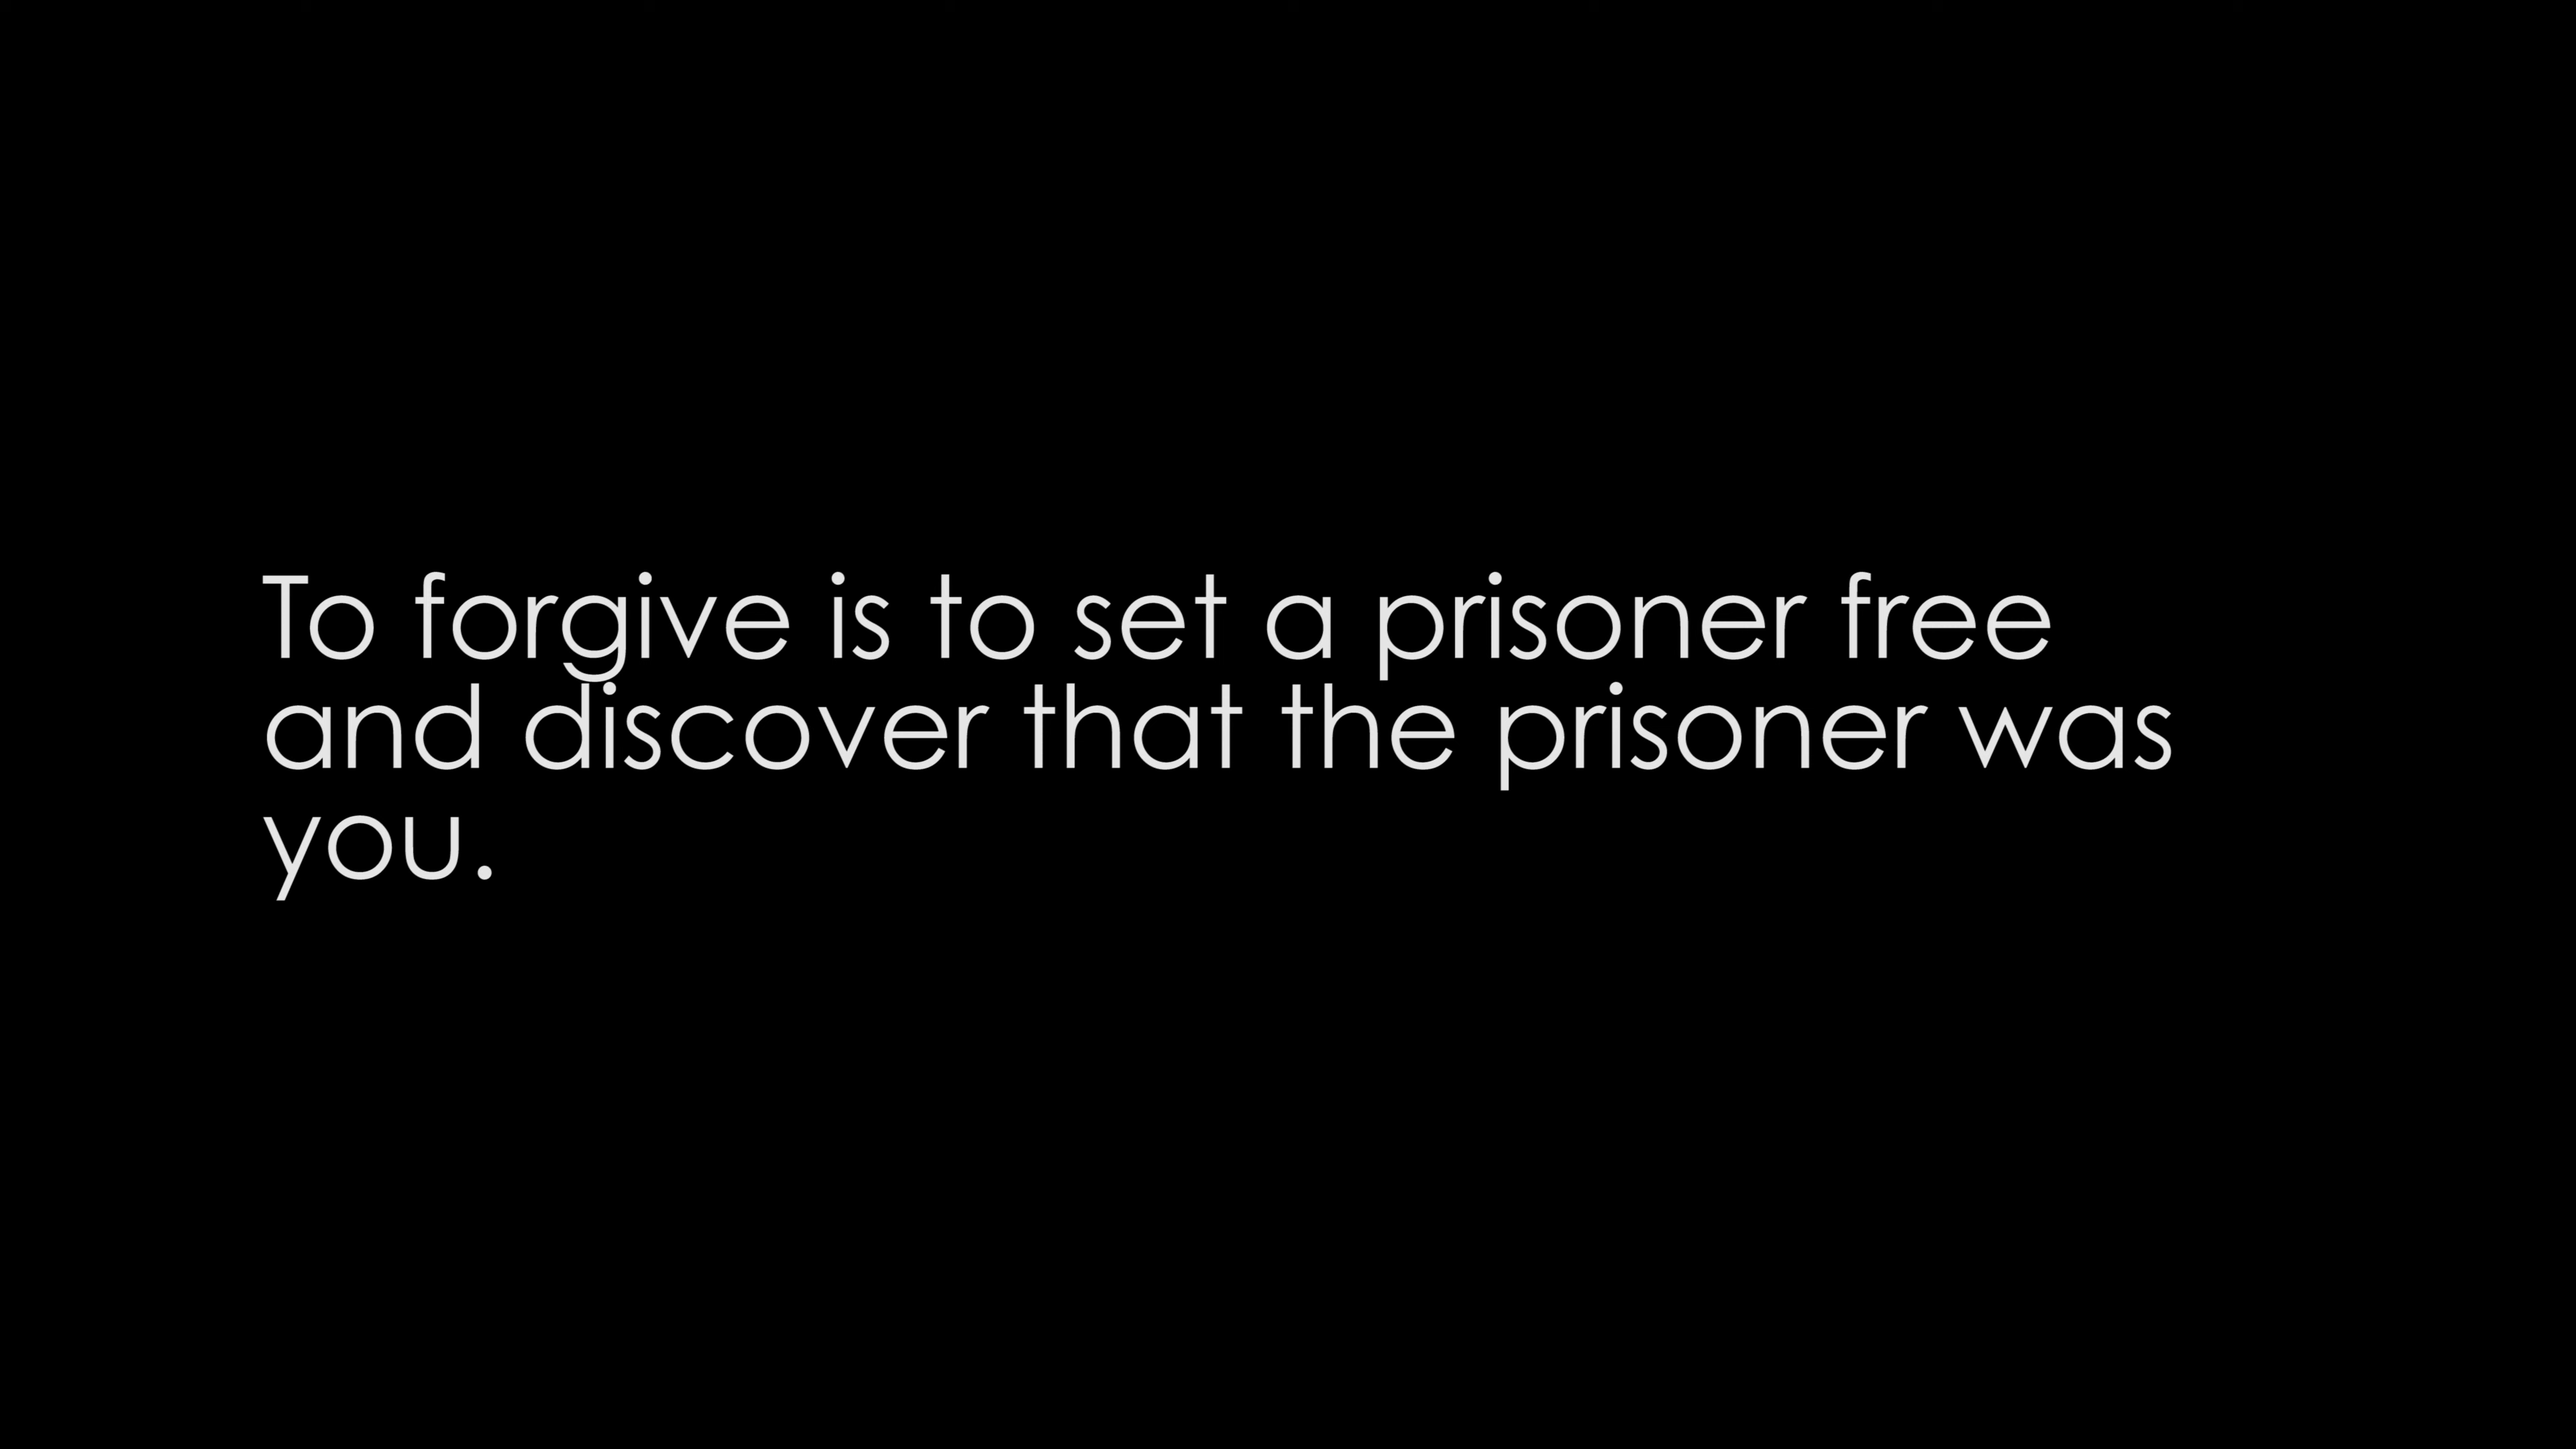 To forgive is to set a prisoner free
and discover that the prisoner was
you.